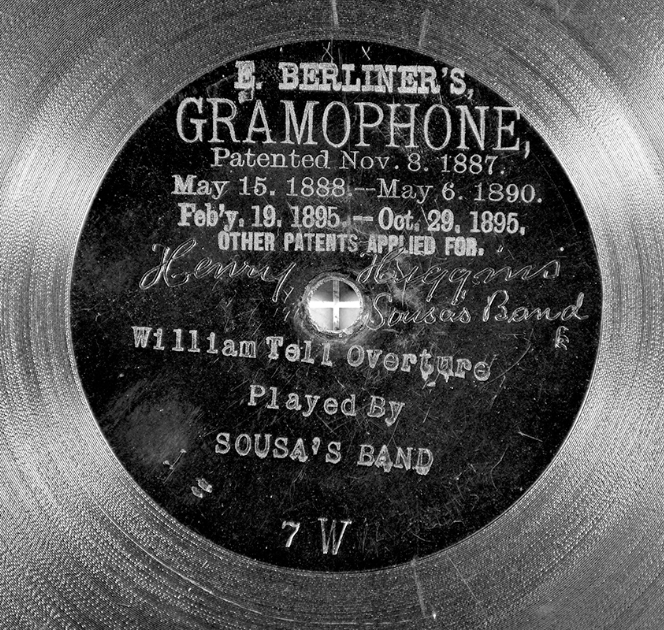 E. BERLINER'S,
GRAMOPHONE,
Patented Nov. 8. 1887.
May 15. 1888.--May 6. 1890.
Feb'y. 19. 1895.--Oct. 29. 1895.
OTHER PATENTS APPLIED FOR.
Henry Higgins
Sousa's Band
William Tell Overture
Played By
SOUSA'S BAND
7 W